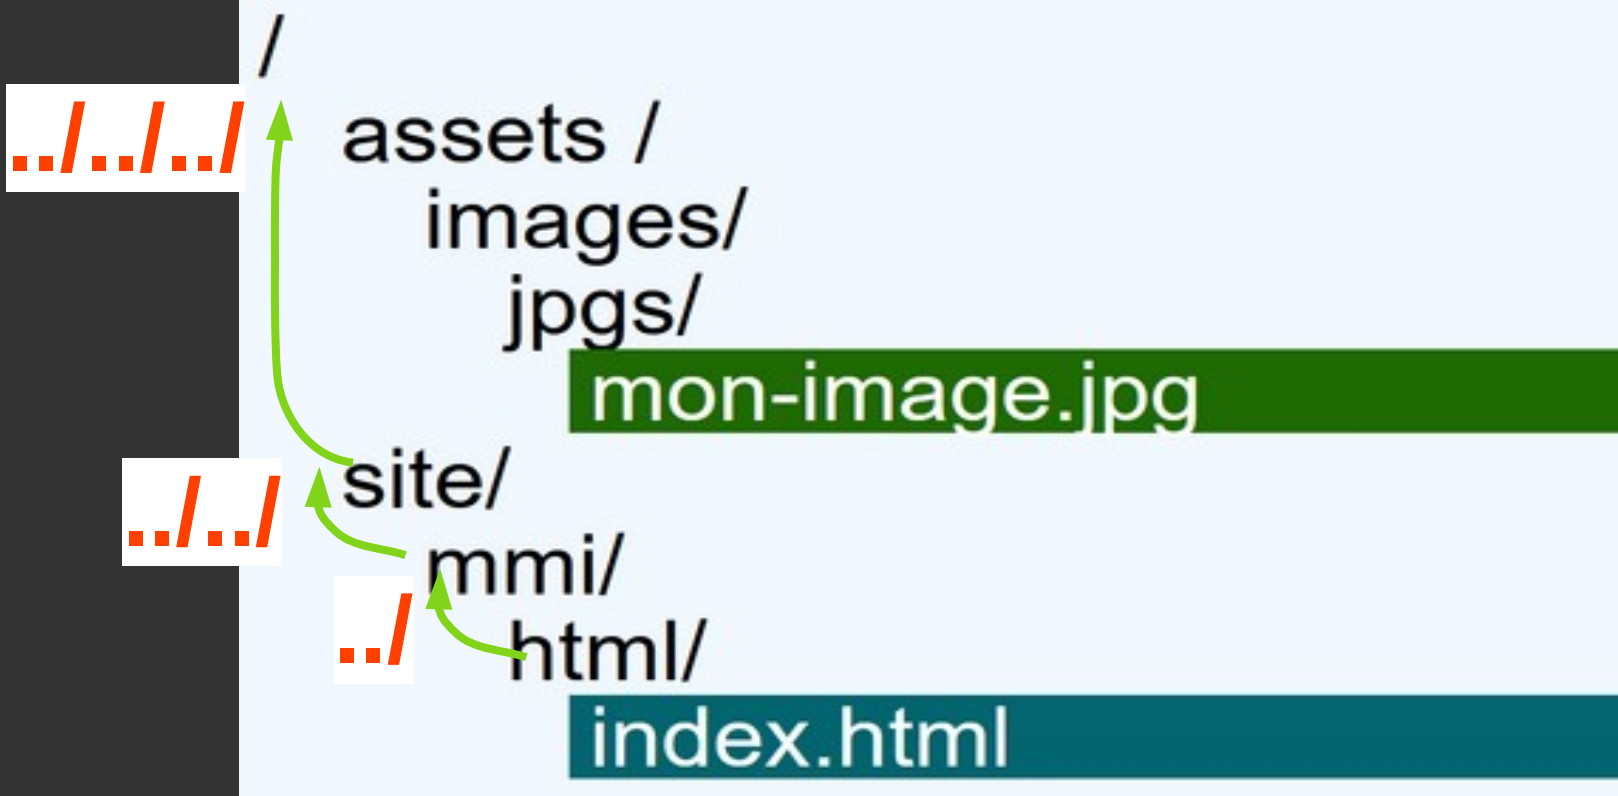 /
../../../
assets /
images/
jpgs/
mon-image.jpg
site/
../../
mmi/
../
html/
index.html